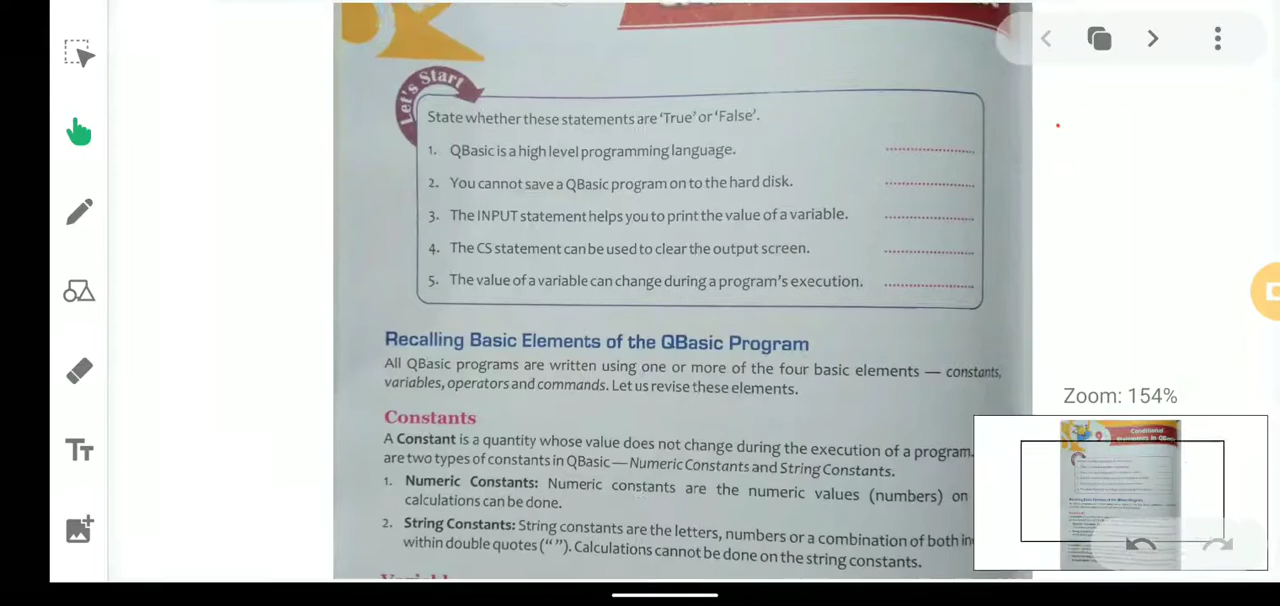 Let's Start
State whether these statements are 'True' or 'False'.
1. QBasic is a high level programming language. ....................
2. You cannot save a QBasic program on to the hard disk. ....................
3. The INPUT statement helps you to print the value of a variable. ....................
4. The CS statement can be used to clear the output screen. ....................
5. The value of a variable can change during a program's execution. ....................
Recalling Basic Elements of the QBasic Program
All QBasic programs are written using one or more of the four basic elements — constants,
variables, operators and commands. Let us revise these elements.
Constants
A Constant is a quantity whose value does not change during the execution of a program.
are two types of constants in QBasic — Numeric Constants and String Constants.
1. Numeric Constants: Numeric constants are the numeric values (numbers) on
calculations can be done.
2. String Constants: String constants are the letters, numbers or a combination of both in
within double quotes (" "). Calculations cannot be done on the string constants.
Tт
Zoom: 154%
Conditional
Statements in QBasic